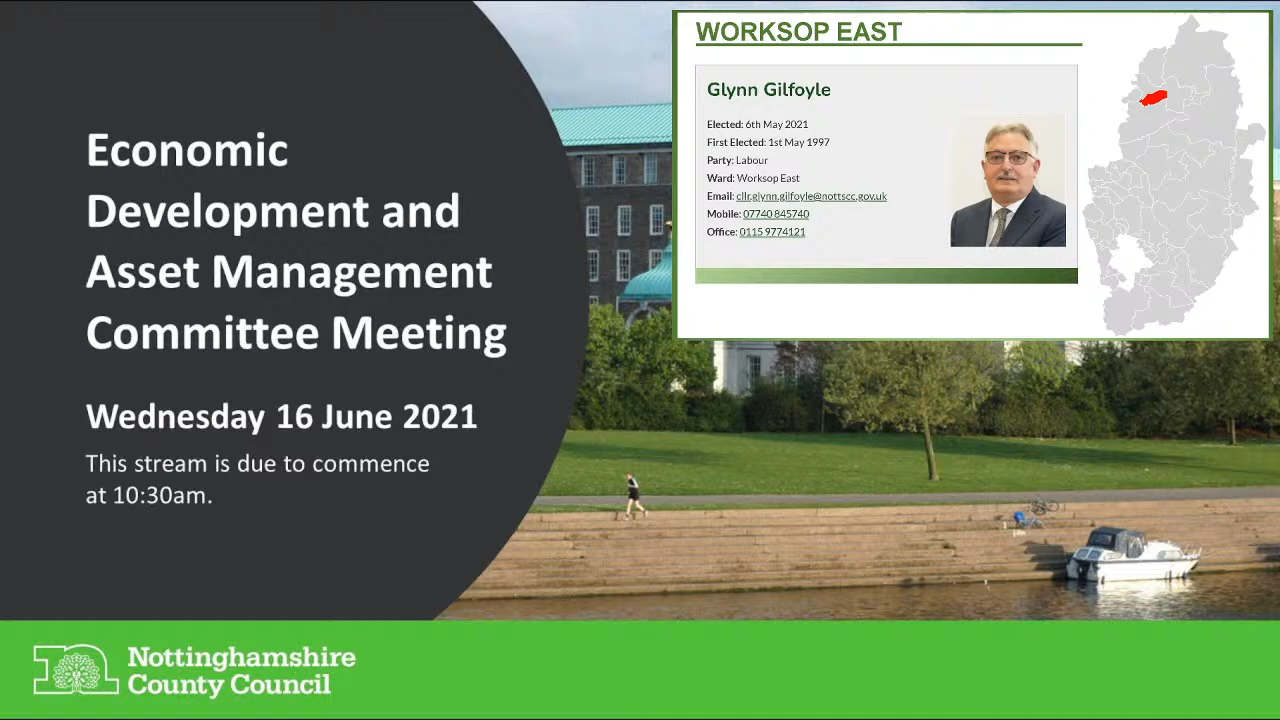 Economic
Development and
Asset Management
Committee Meeting
Wednesday 16 June 2021
This stream is due to commence
at 10:30am.
WORKSOP EAST
Glynn Gilfoyle
Elected: 6th May 2021
First Elected: 1st May 1997
Party: Labour
Ward: Worksop East
Email: cllr.glynn.gilfoyle@nottscc.gov.uk
Mobile: 07740 845740
Office: 0115 9774121
Nottinghamshire
County Council